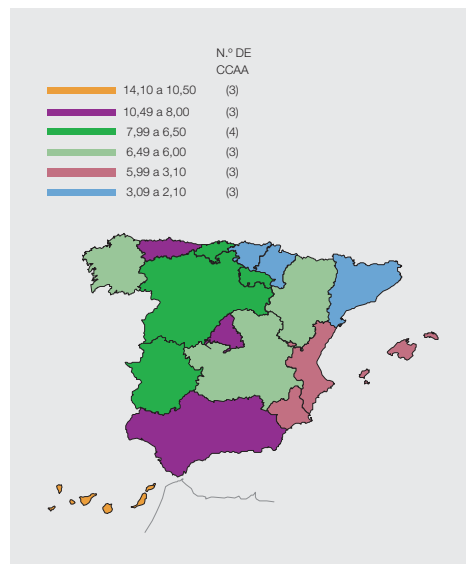 N.º DE
CCAA
14,10 a 10,50 (3)
10,49 a 8,00 (3)
7,99 a 6,50 (4)
6,49 a 6,00 (3)
5,99 a 3,10 (3)
3,09 a 2,10 (3)